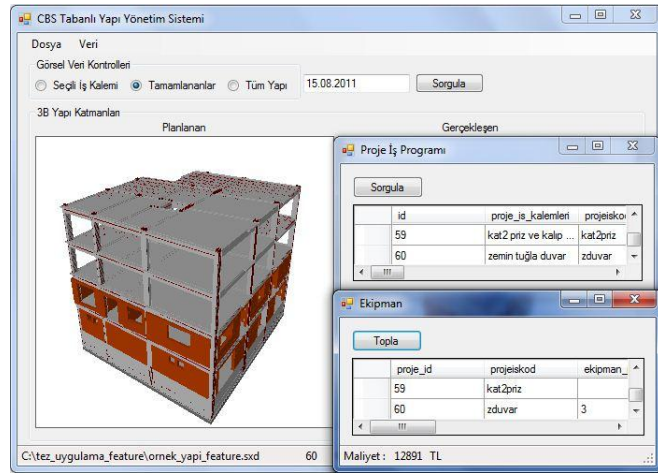 CBS Tabanlı Yapı Yönetim Sistemi
Dosya Veri
Görsel Veri Kontrolleri
Seçili İş Kalemi Tamamlananlar Tüm Yapı 15.08.2011 Sorgula
3B Yapı Katmanları
Planlanan Gerçekleşen
Proje İş Programı
Sorgula
id proje_is_kalemleri projeiskod
59 kat2 priz ve kalıp ... kat2priz
60 zemin tuğla duvar zduvar
Ekipman
Topla
proje_id projeiskod ekipman_
59 kat2priz
60 zduvar 3
C:\tez_uygulama_feature\ornek_yapi_feature.sxd 60 Maliyet : 12891 TL